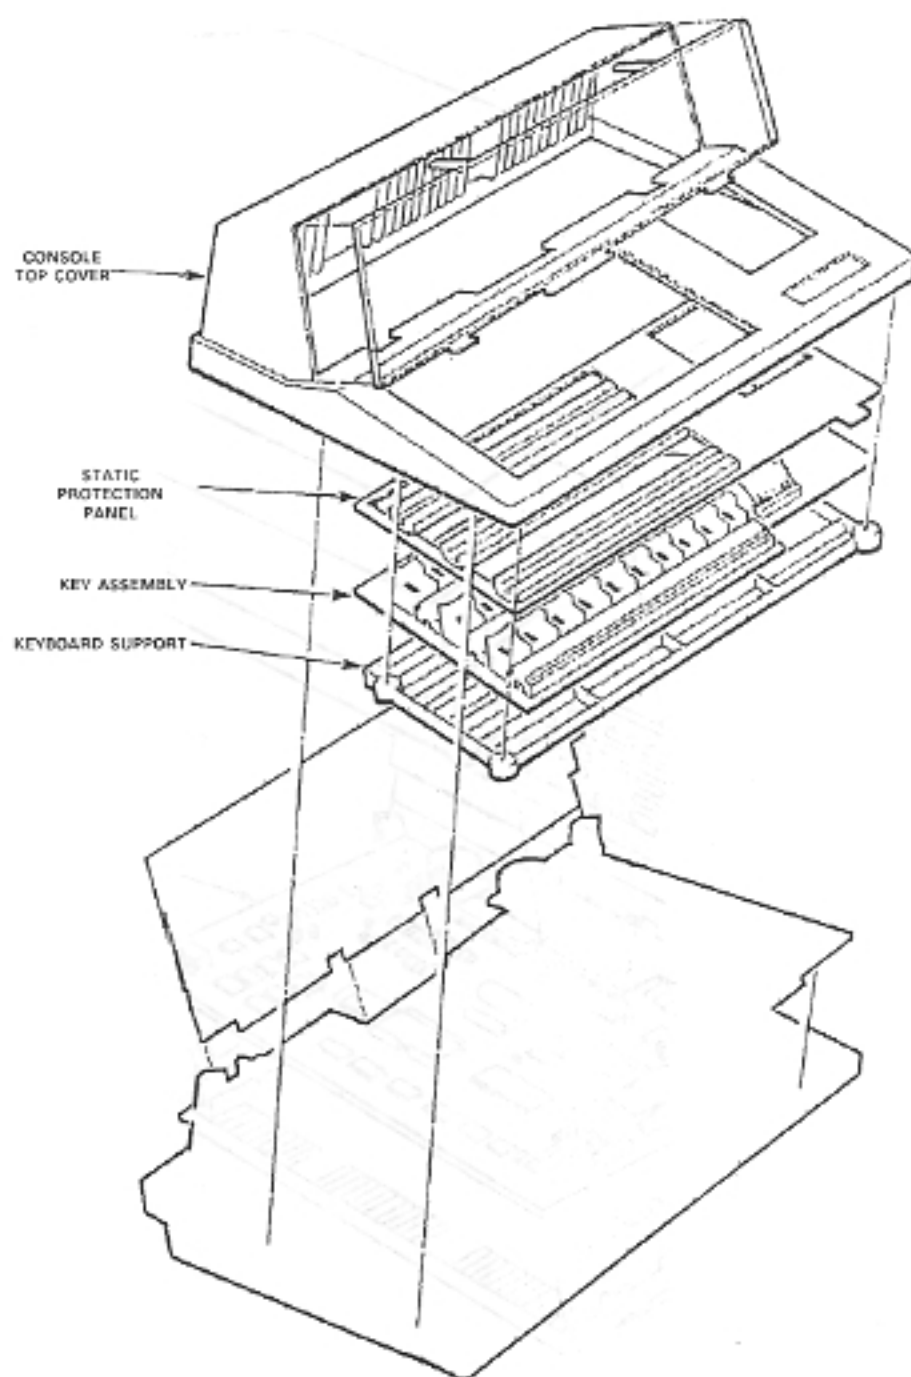 CONSOLE
TOP COVER
STATIC
PROTECTION
PANEL
KEY ASSEMBLY
KEYBOARD SUPPORT